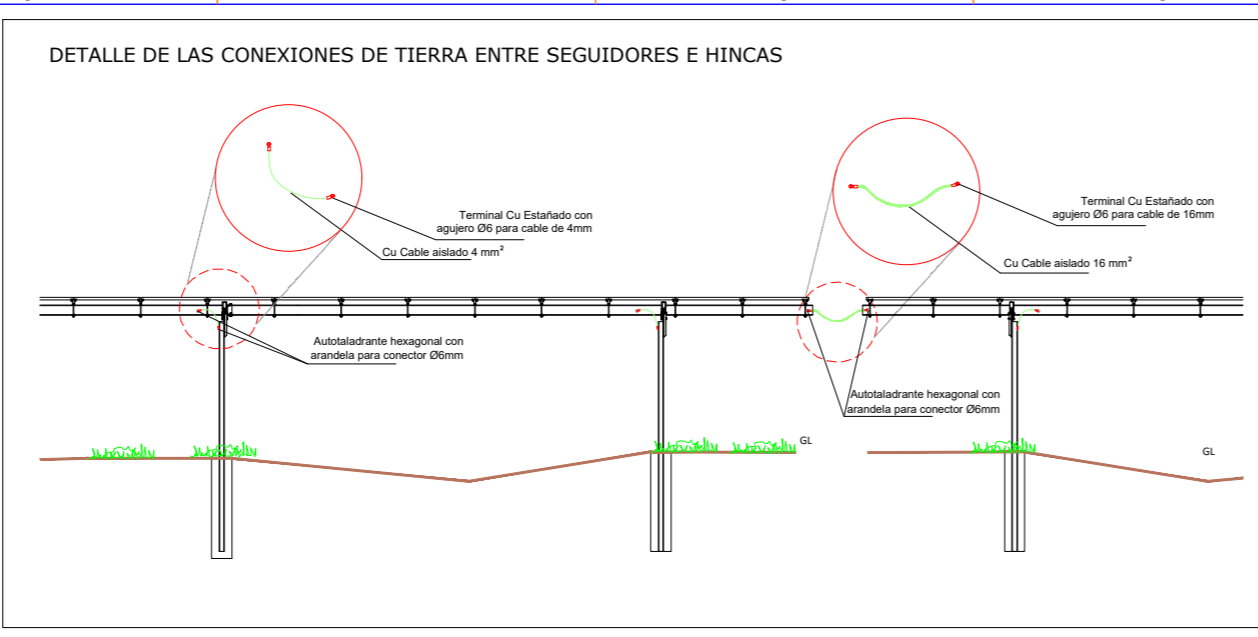 DETALLE DE LAS CONEXIONES DE TIERRA ENTRE SEGUIDORES E HINCAS
Terminal Cu Estañado con
agujero Ø6 para cable de 4mm
Cu Cable aislado 4 mm²
Terminal Cu Estañado con
agujero Ø6 para cable de 16mm
Cu Cable aislado 16 mm²
Autotaladrante hexagonal con
arandela para conector Ø6mm
Autotaladrante hexagonal con
arandela para conector Ø6mm
GL
GL